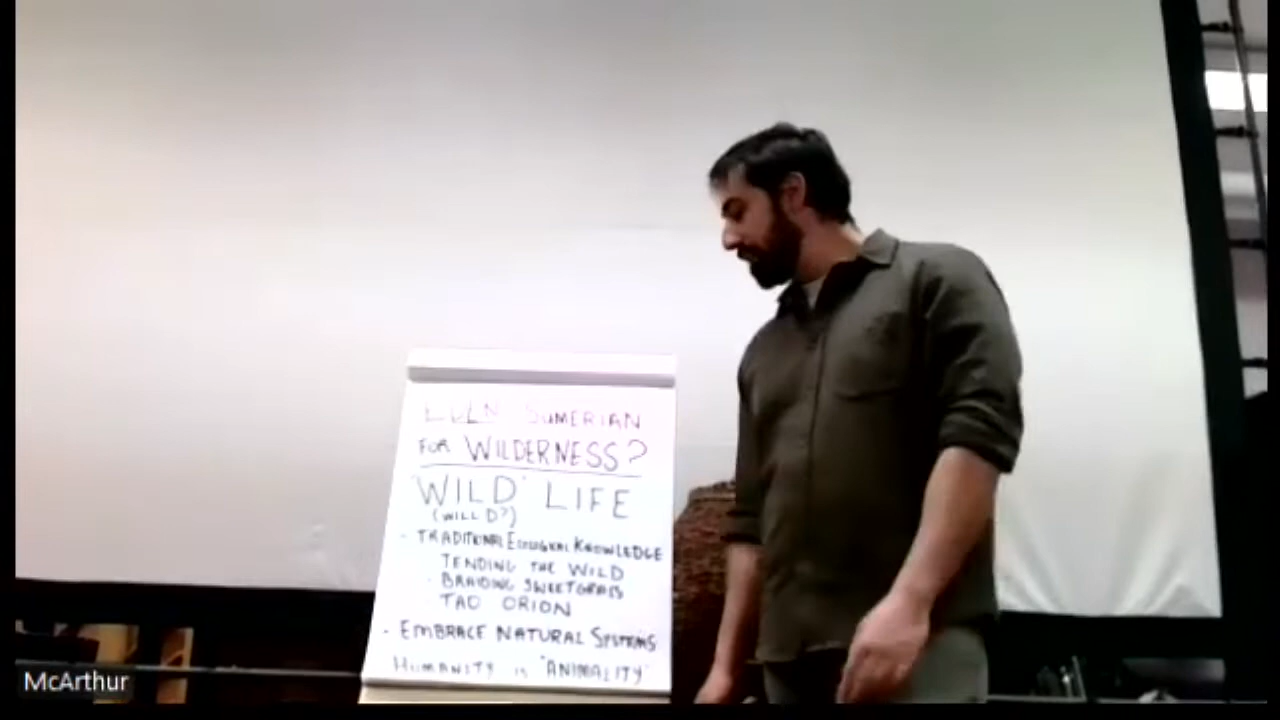 EDEN SUMERIAN
FOR WILDERNESS?
"WILD" LIFE
(WILL'D?)
- TRADITIONAL ECOLOGICAL KNOWLEDGE
TENDING THE WILD
- BRAIDING SWEETGRASS
- TAO ORION
- EMBRACE NATURAL SYSTEMS
HUMANITY IS "ANIMALITY"
McArthur